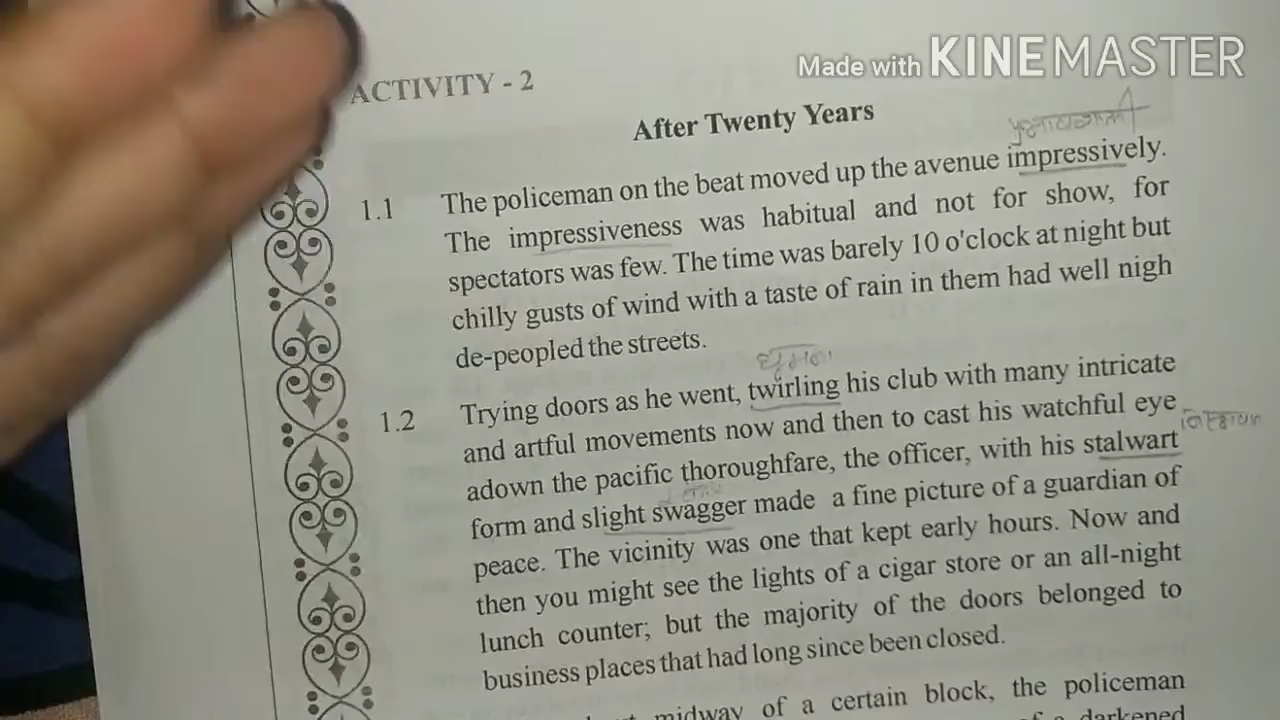 Made with KINEMASTER
ACTIVITY - 2
After Twenty Years
1.1 The policeman on the beat moved up the avenue impressively.
The impressiveness was habitual and not for show, for
spectators was few. The time was barely 10 o'clock at night but
chilly gusts of wind with a taste of rain in them had well nigh
de-peopled the streets.
1.2 Trying doors as he went, twirling his club with many intricate
and artful movements now and then to cast his watchful eye
adown the pacific thoroughfare, the officer, with his stalwart
form and slight swagger made a fine picture of a guardian of
peace. The vicinity was one that kept early hours. Now and
then you might see the lights of a cigar store or an all-night
lunch counter; but the majority of the doors belonged to
business places that had long since been closed.
midway of a certain block, the policeman
darkened